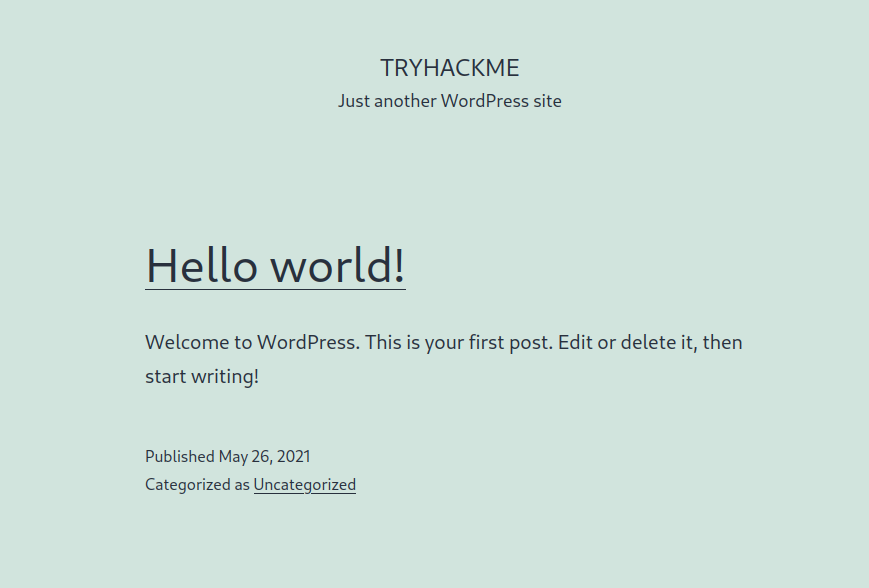 TRYHACKME
Just another WordPress site
Hello world!
Welcome to WordPress. This is your first post. Edit or delete it, then
start writing!
Published May 26, 2021
Categorized as Uncategorized